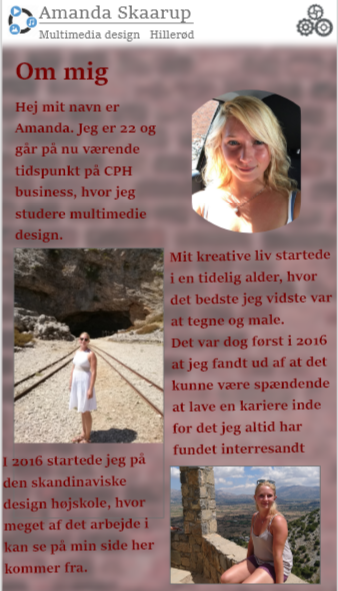 Amanda Skaarup
Multimedia design Hillerød
Om mig
Hej mit navn er
Amanda. Jeg er 22 og
går på nu værende
tidspunkt på CPH
business, hvor jeg
studere multimedie
design.
Mit kreative liv startede
i en tidelig alder, hvor
det bedste jeg vidste var
at tegne og male.
Det var dog først i 2016
at jeg fandt ud af at det
kunne være spændende
at lave en kariere inde
for det jeg altid har
fundet interresandt
I 2016 startede jeg på
den skandinaviske
design højskole, hvor
meget af det arbejde i
kan se på min side her
kommer fra.